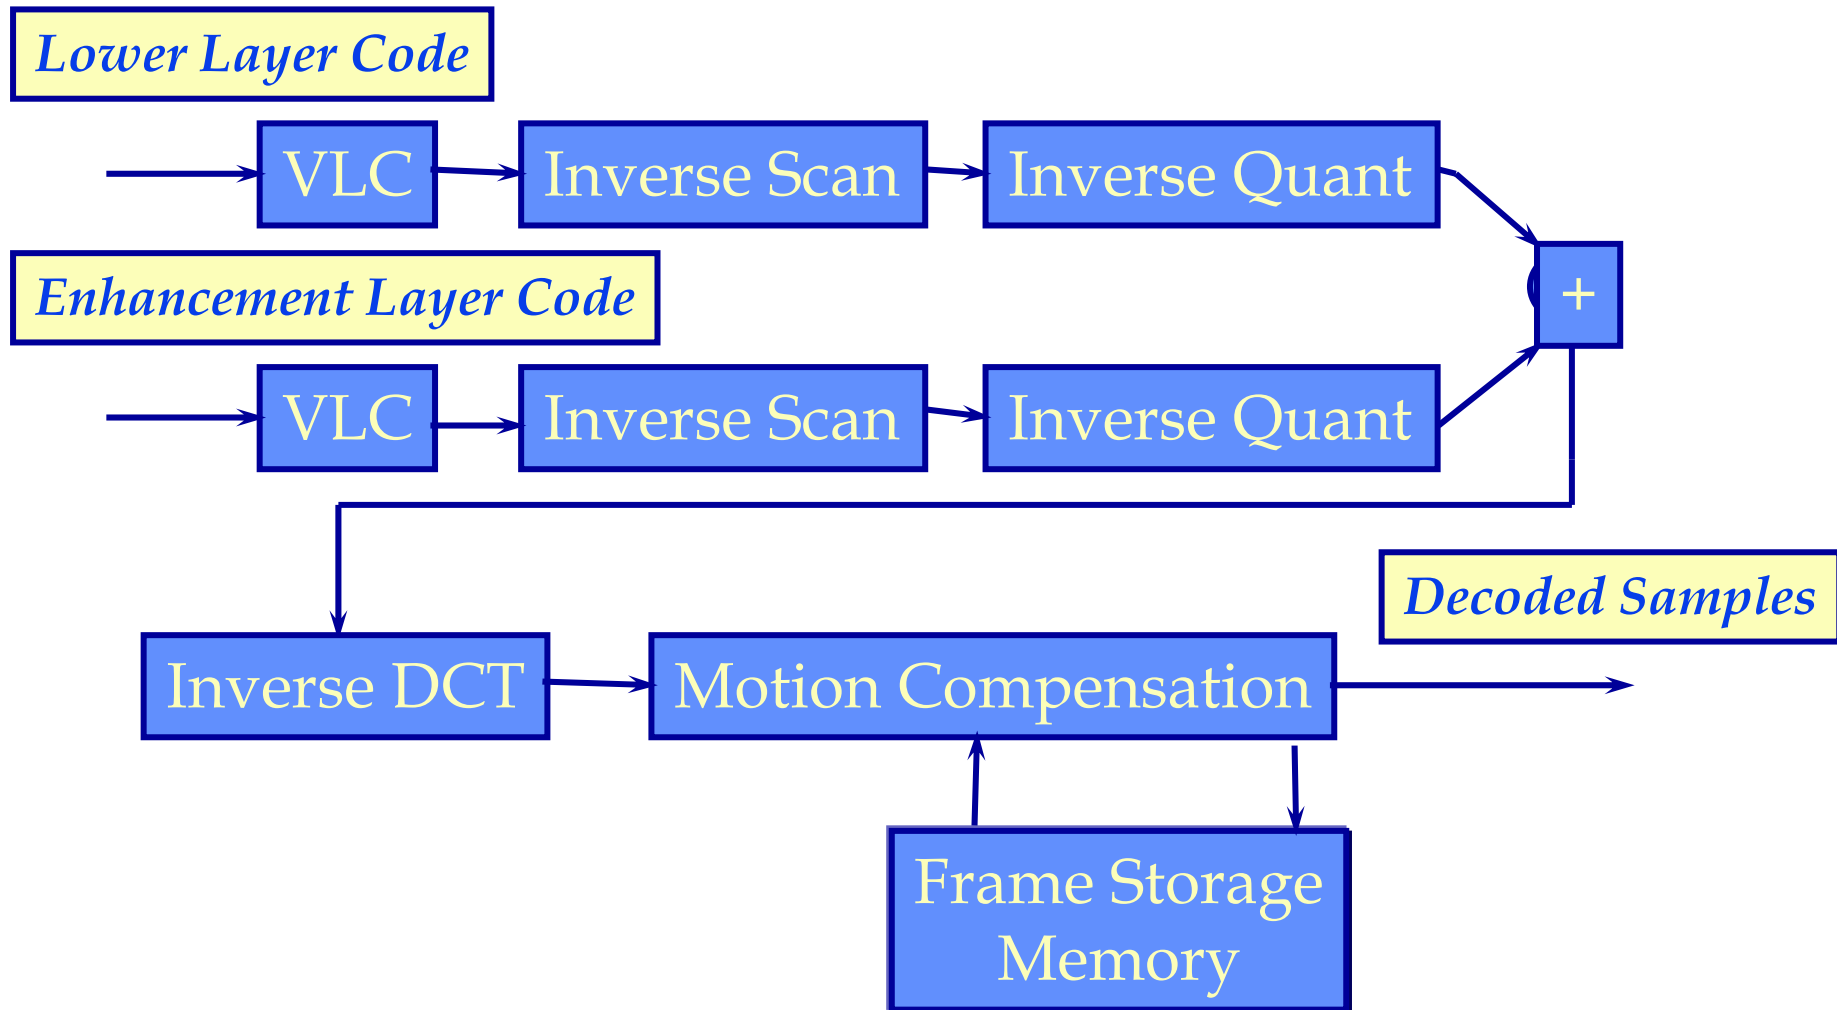 Lower Layer Code
VLC
Inverse Scan
Inverse Quant
+
Enhancement Layer Code
VLC
Inverse Scan
Inverse Quant
Decoded Samples
Inverse DCT
Motion Compensation
Frame Storage
Memory